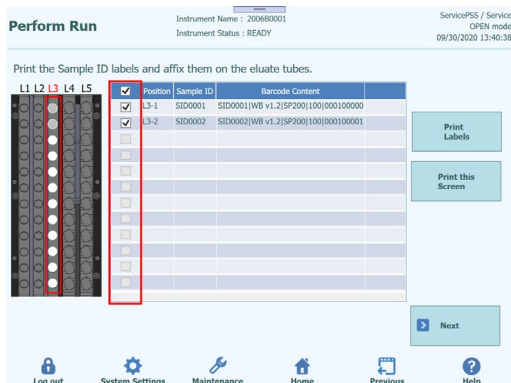 Perform Run
Instrument Name : 2006B0001
Instrument Status : READY
ServicePSS / Service
OPEN mode
09/30/2020 13:40:38
Print the Sample ID labels and affix them on the eluate tubes.
L1 L2 L3 L4 L5
Position Sample ID Barcode Content
L3-1 SID0001 SID0001|WB v1.2|SP200|100|000100000
L3-2 SID0002 SID0002|WB v1.2|SP200|100|000100001
Print
Labels
Print this
Screen
Next
Log out System Settings Maintenance Home Previous Help